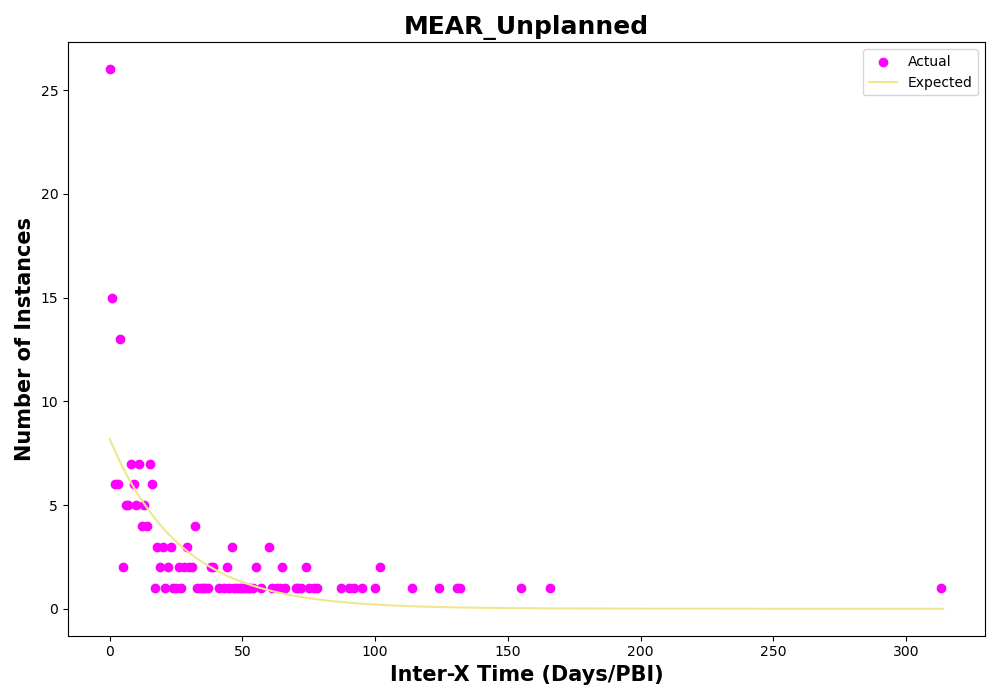 MEAR_Unplanned
Actual
Expected
25
20
15
10
5
0
Number of Instances
0 50 100 150 200 250 300
Inter-X Time (Days/PBI)